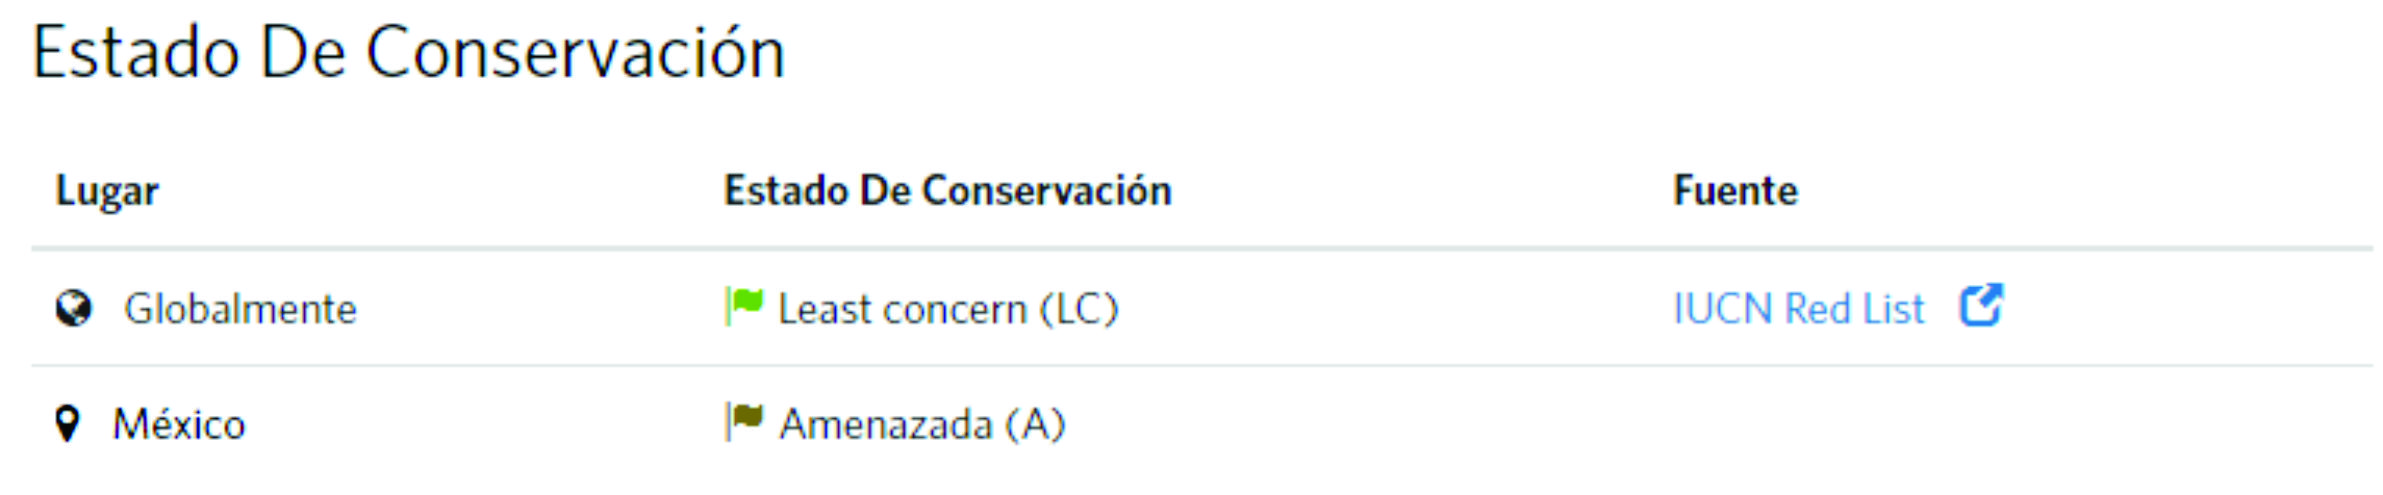 Estado De Conservación
Lugar Estado De Conservación Fuente
Globalmente Least concern (LC) IUCN Red List
México Amenazada (A)